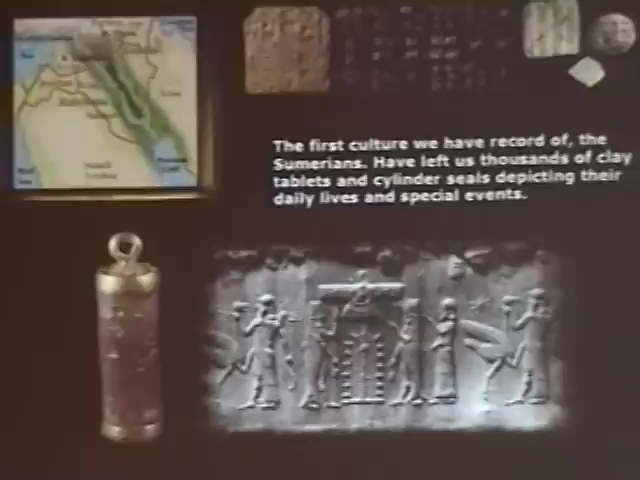 The first culture we have record of, the
Sumerians. Have left us thousands of clay
tablets and cylinder seals depicting their
daily lives and special events.